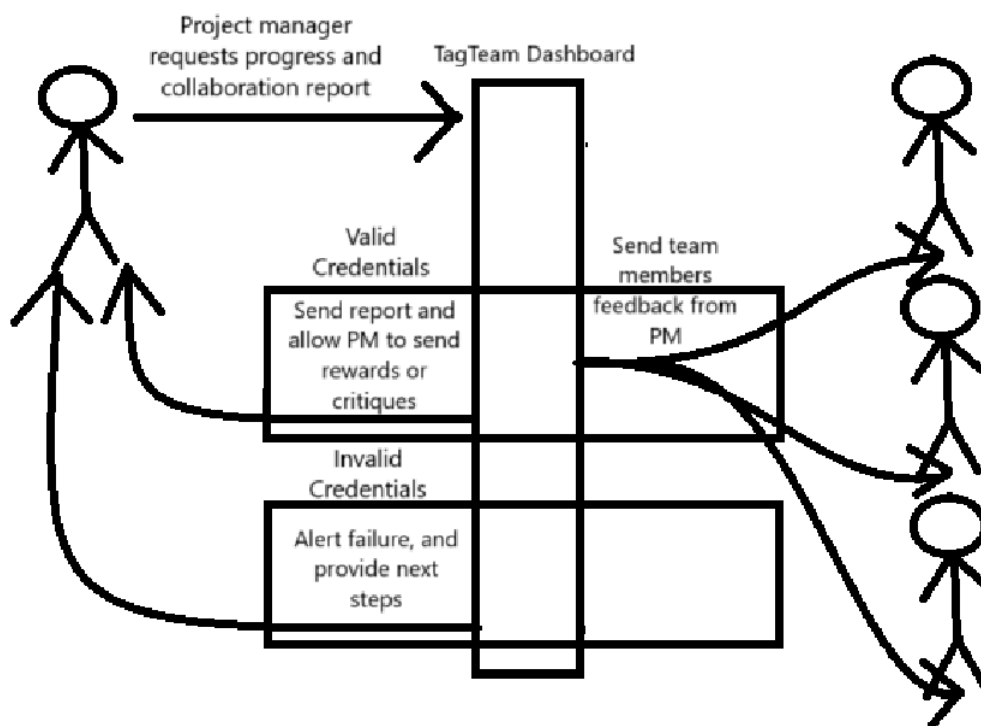 Project manager
requests progress and
collaboration report
TagTeam Dashboard
Valid
Credentials
Send report and
allow PM to send
rewards or
critiques
Send team
members
feedback from
PM
Invalid
Credentials
Alert failure, and
provide next
steps